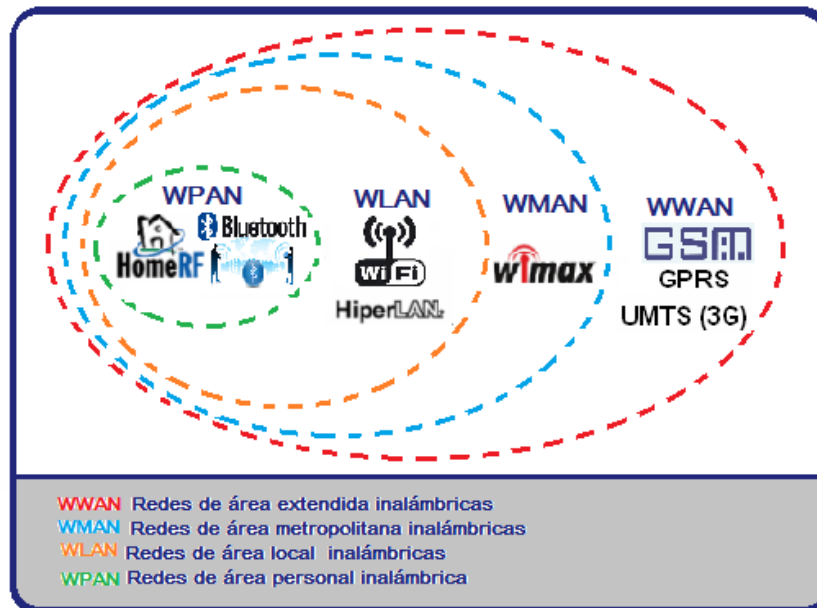 WPAN
HomeRF
Bluetooth
WLAN
WiFi
HiperLAN2
WMAN
wimax
WWAN
GSM
GPRS
UMTS (3G)
WWAN Redes de área extendida inalámbricas
WMAN Redes de área metropolitana inalámbricas
WLAN Redes de área local inalámbricas
WPAN Redes de área personal inalámbrica